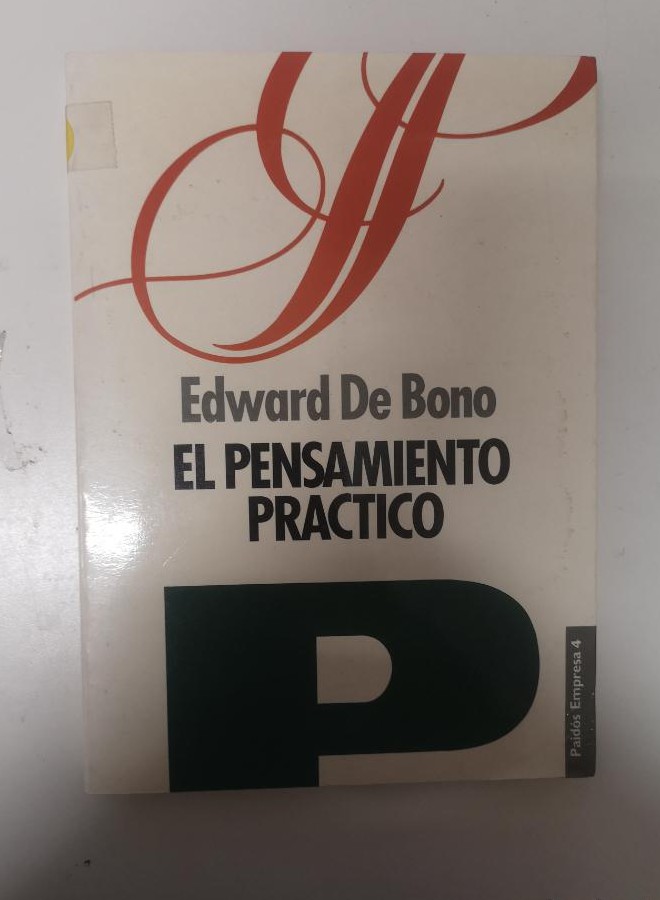 Edward De Bono
EL PENSAMIENTO
PRACTICO
P
Paidós Empresa 4